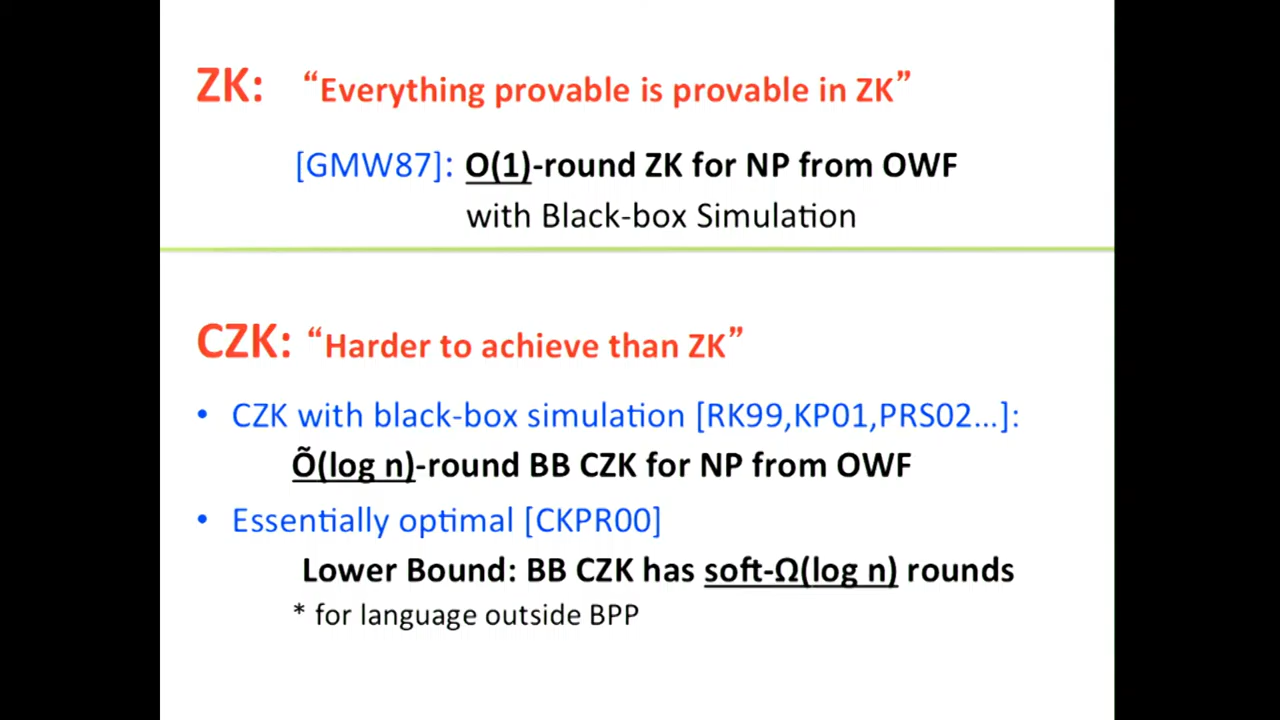 ZK: “Everything provable is provable in ZK”
[GMW87]: O(1)-round ZK for NP from OWF
with Black-box Simulation
CZK: “Harder to achieve than ZK”
• CZK with black-box simulation [RK99,KP01,PRS02...]:
Õ(log n)-round BB CZK for NP from OWF
• Essentially optimal [CKPR00]
Lower Bound: BB CZK has soft-Ω(log n) rounds
* for language outside BPP